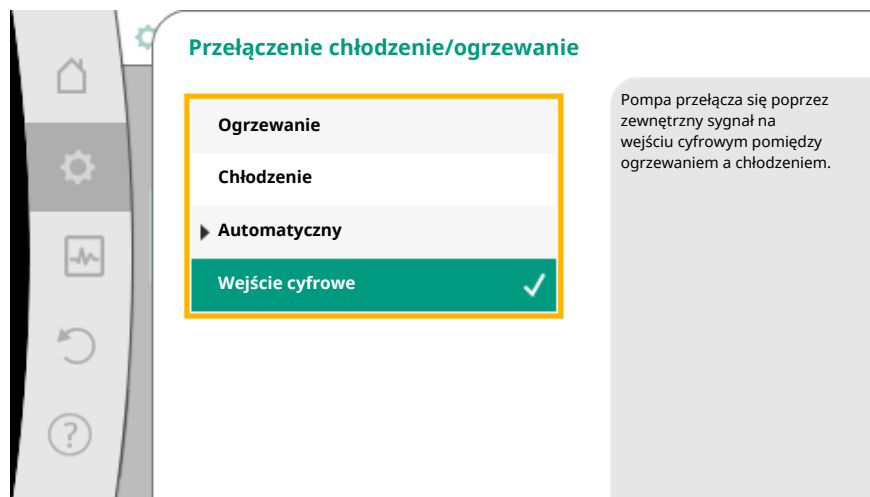 Przełączenie chłodzenie/ogrzewanie
Ogrzewanie
Chłodzenie
Automatyczny
Wejście cyfrowe
Pompa przełącza się poprzez
zewnętrzny sygnał na
wejściu cyfrowym pomiędzy
ogrzewaniem a chłodzeniem.
?